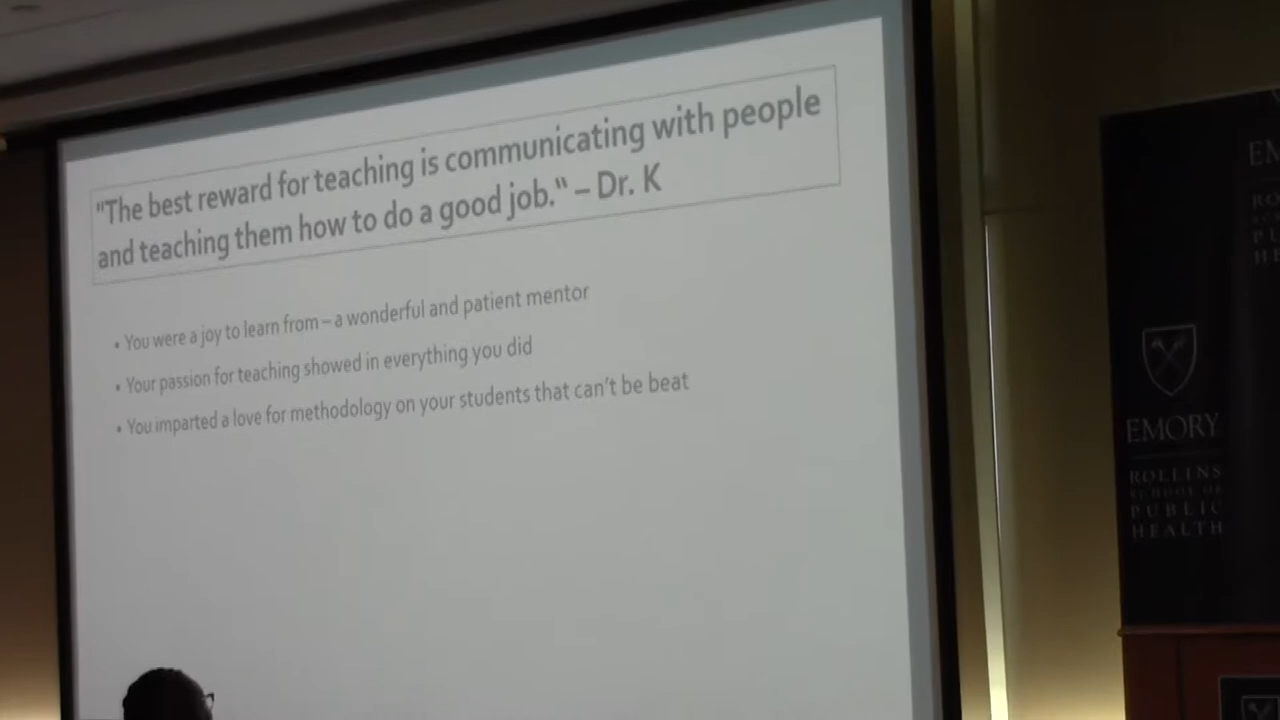 "The best reward for teaching is communicating with people
and teaching them how to do a good job." – Dr. K
• You were a joy to learn from – a wonderful and patient mentor
• Your passion for teaching showed in everything you did
• You imparted a love for methodology on your students that can't be beat
EMORY
ROLLINS
SCHOOL OF
PUBLIC
HEALTH